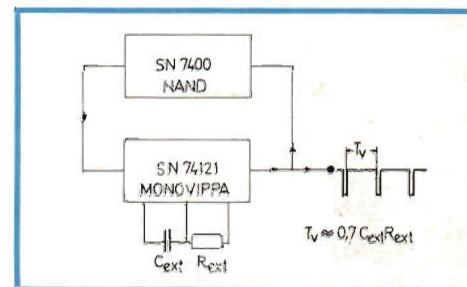 SN 7400
NAND
SN 74121
MONOVIPPA
Cext Rext
Tv
Tv ≈ 0,7 CextRext